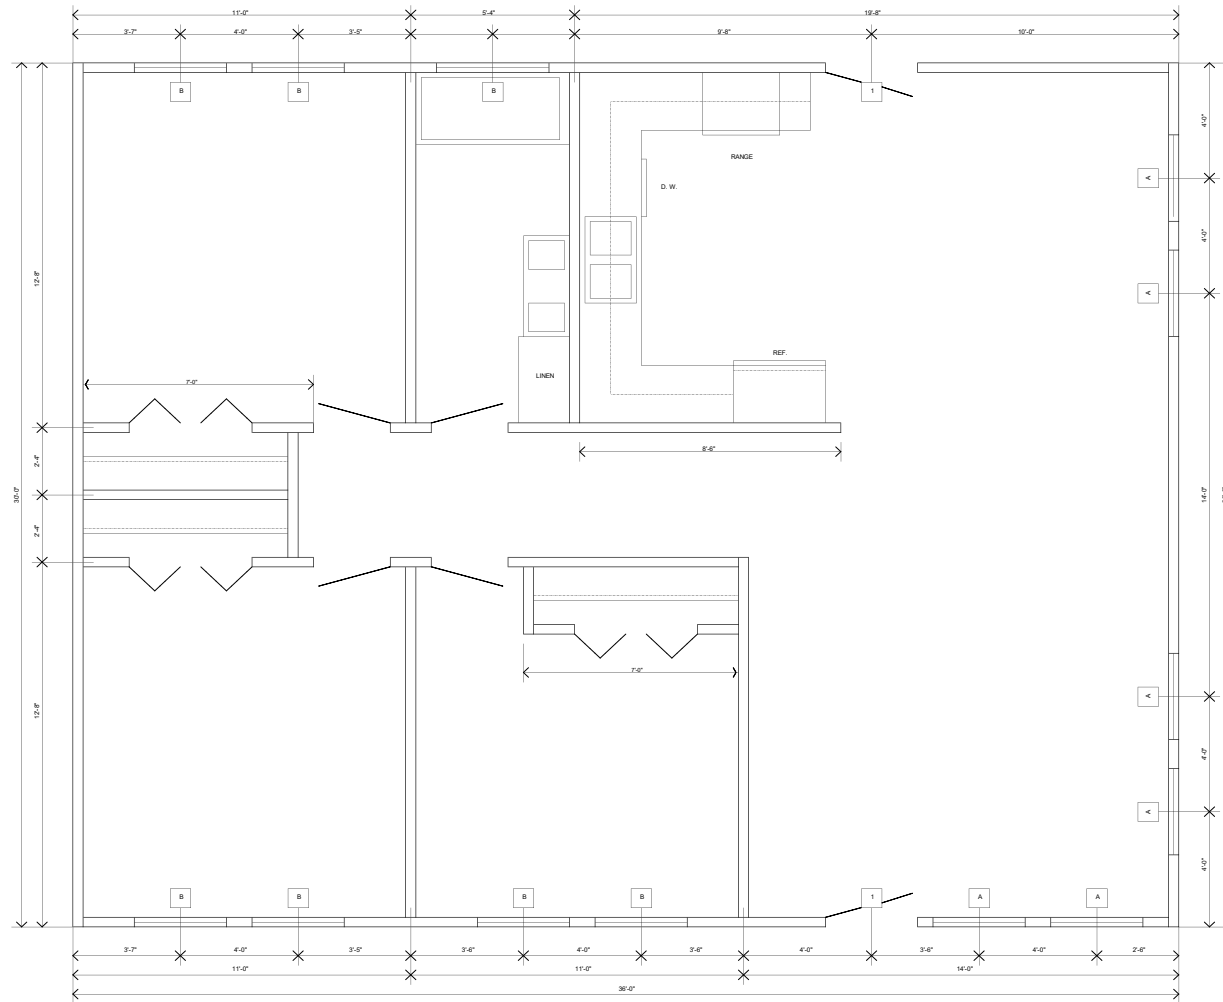 11'-0"
5'-4"
19'-8"
3'-7"
4'-0"
3'-5"
9'-8"
10'-0"
B
B
B
1
4'-0"
RANGE
A
D. W.
4'-0"
12'-8"
A
REF.
7'-0"
LINEN
8'-6"
2'-4"
30'-0"
14'-0"
2'-4"
7'-0"
A
12'-8"
4'-0"
A
4'-0"
B
B
B
B
1
A
A
3'-7"
4'-0"
3'-5"
3'-6"
4'-0"
3'-6"
4'-0"
3'-6"
4'-0"
2'-6"
11'-0"
11'-0"
14'-0"
36'-0"